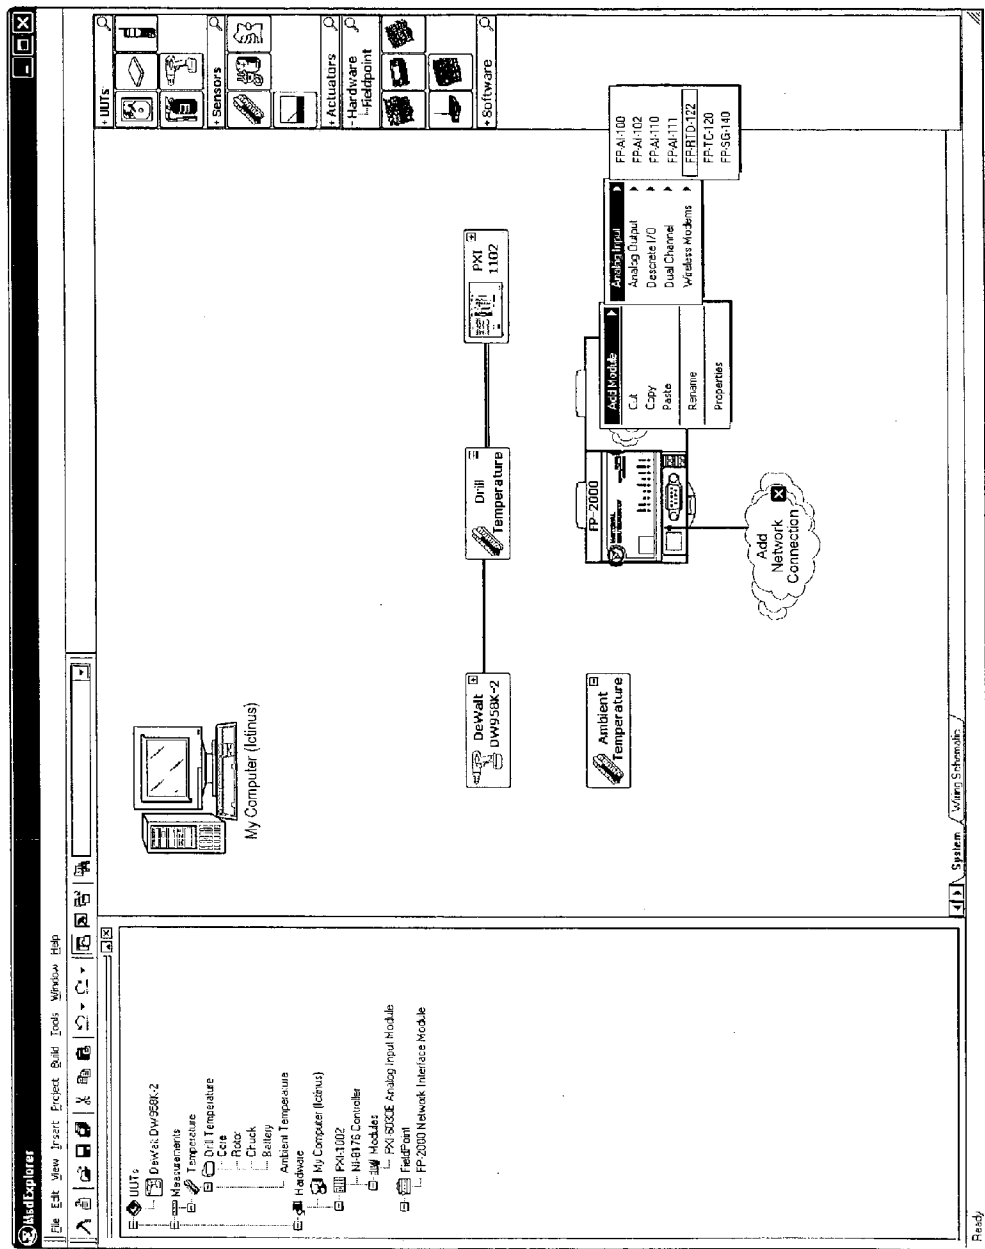 MsdExplorer
File Edit View Insert Project Build Tools Window Help
UUTs
DeWalt DW958K-2
Measurements
Temperature
Drill Temperature
Core
Rotor
Chuck
Battery
Ambient Temperature
Hardware
My Computer (Ictinus)
PXI-1002
NI-8176 Controller
Modules
PXI-6030E Analog Input Module
FieldPoint
FP-2000 Network Interface Module
My Computer (Ictinus)
DeWalt
DW958K-2
Drill
Temperature
PXI
1102
Ambient
Temperature
FP-2000
Add
Network
Connection
Add Module
Cut
Copy
Paste
Rename
Properties
Analog Input
Analog Output
Descrete I/O
Dual Channel
Wireless Modems
FP-AI-100
FP-AI-102
FP-AI-110
FP-AI-111
FP-RTD-122
FP-TC-120
FP-SG-140
+ UUTs
+ Sensors
+ Actuators
- Hardware
Fieldpoint
+ Software
System
Wiring Schematic
Ready